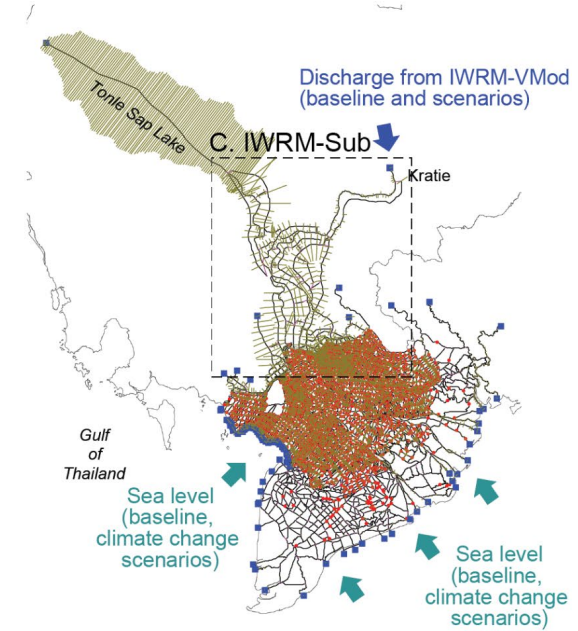 Discharge from IWRM-VMod
(baseline and scenarios)
Tonle Sap Lake
C. IWRM-Sub
Kratie
Gulf
of
Thailand
Sea level
(baseline,
climate change
scenarios)
Sea level
(baseline,
climate change
scenarios)